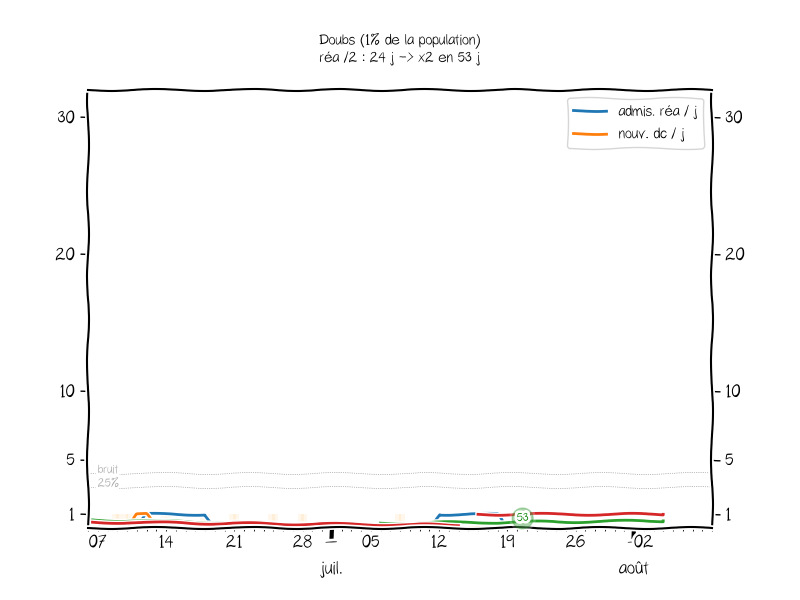 Doubs (1% de la population)
réa /2 : 24 j -> x2 en 53 j
admis. réa / j
nouv. dc / j
30 30
20 20
10 10
5 5
bruit
25%
1 1
53
07 14 21 28 05 12 19 26 02
juil. août